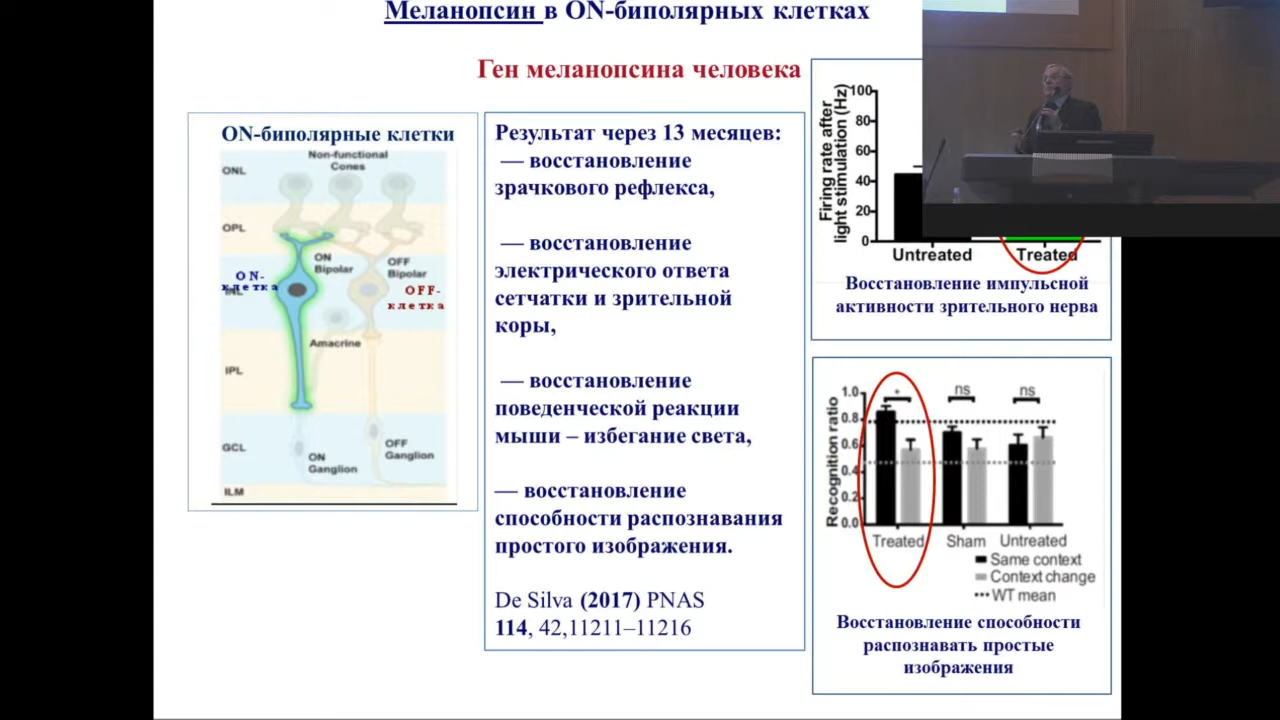 Меланопсин в ON-биполярных клетках
Ген меланопсина человека
ON-биполярные клетки
Non-functional
Cones
ONL
OPL
ON
Bipolar
OFF
Bipolar
ON-
клетка
INL
OFF-
клетка
Amacrine
IPL
GCL
ON
Ganglion
OFF
Ganglion
ILM
Результат через 13 месяцев:
— восстановление
зрачкового рефлекса,
— восстановление
электрического ответа
сетчатки и зрительной
коры,
— восстановление
поведенческой реакции
мыши – избегание света,
— восстановление
способности распознавания
простого изображения.
De Silva (2017) PNAS
114, 42,11211–11216
Firing rate after
light stimulation (Hz)
100
80
60
40
20
0
Untreated
Treated
Восстановление импульсной
активности зрительного нерва
Recognition ratio
1.0
0.8
0.6
0.4
0.2
0.0
*
ns
ns
Treated
Sham
Untreated
Same context
Context change
WT mean
Восстановление способности
распознавать простые
изображения